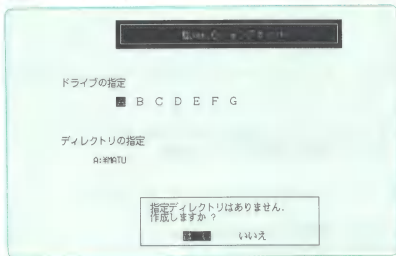 ドライブの指定
B C D E F G
ディレクトリの指定
A:¥MATU
指定ディレクトリはありません.
作成しますか ?
いいえ